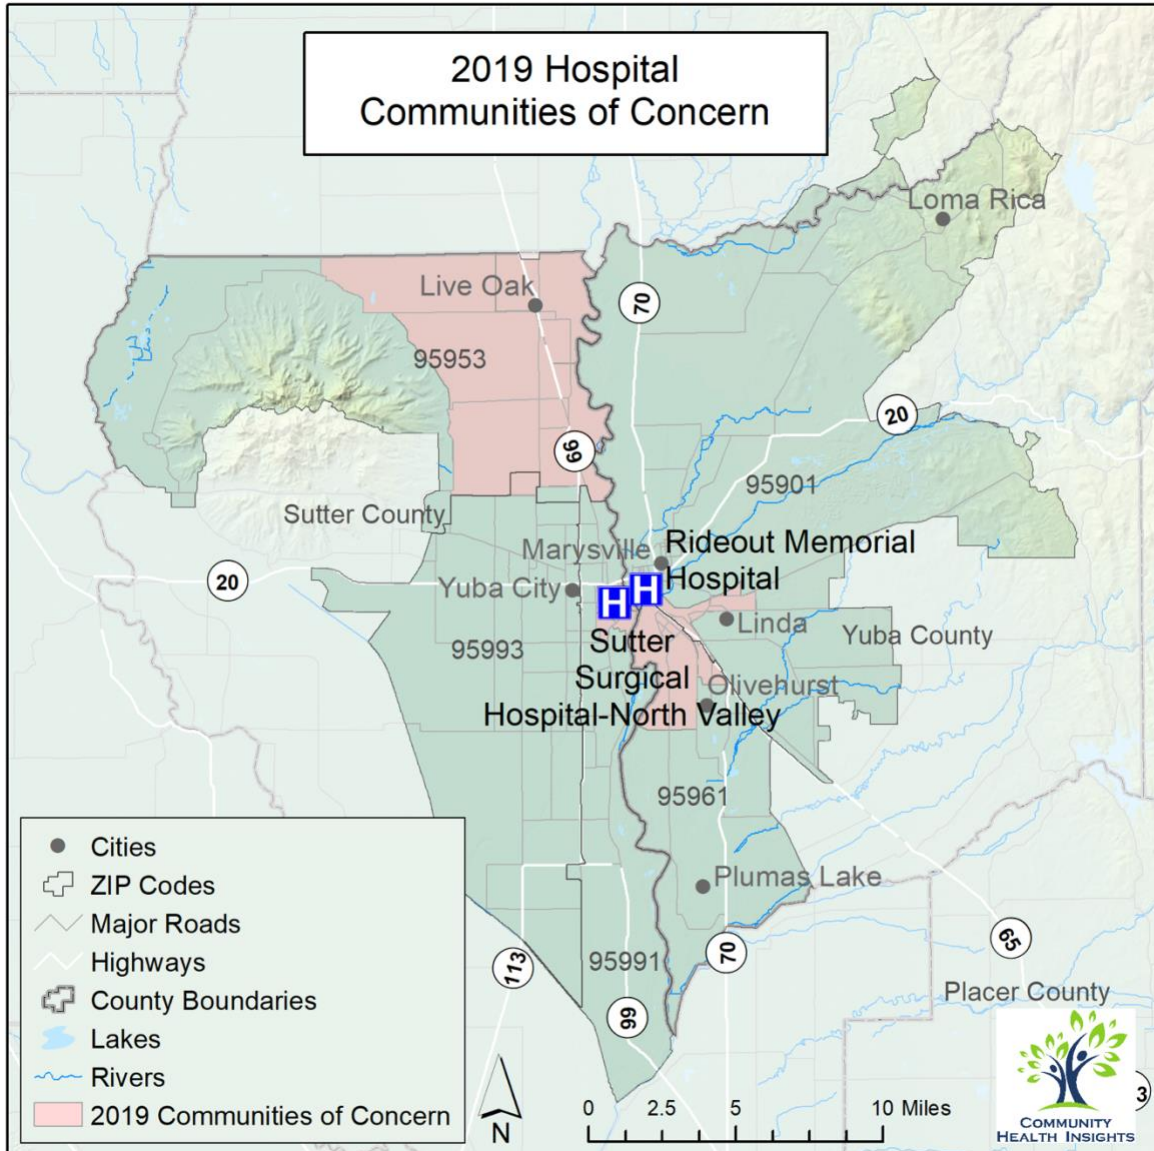 2019 Hospital
Communities of Concern
Loma Rica
Live Oak
70
95953
20
99
95901
Sutter County
Marysville
Rideout Memorial
Hospital
20
Yuba City
H
H
Linda
Sutter
Surgical
Hospital-North Valley
Yuba County
95993
Olivehurst
95961
Plumas Lake
Cities
ZIP Codes
Major Roads
Highways
County Boundaries
Lakes
Rivers
2019 Communities of Concern
113
95991
70
65
99
Placer County
N
0 2.5 5 10 Miles
3
COMMUNITY
HEALTH INSIGHTS